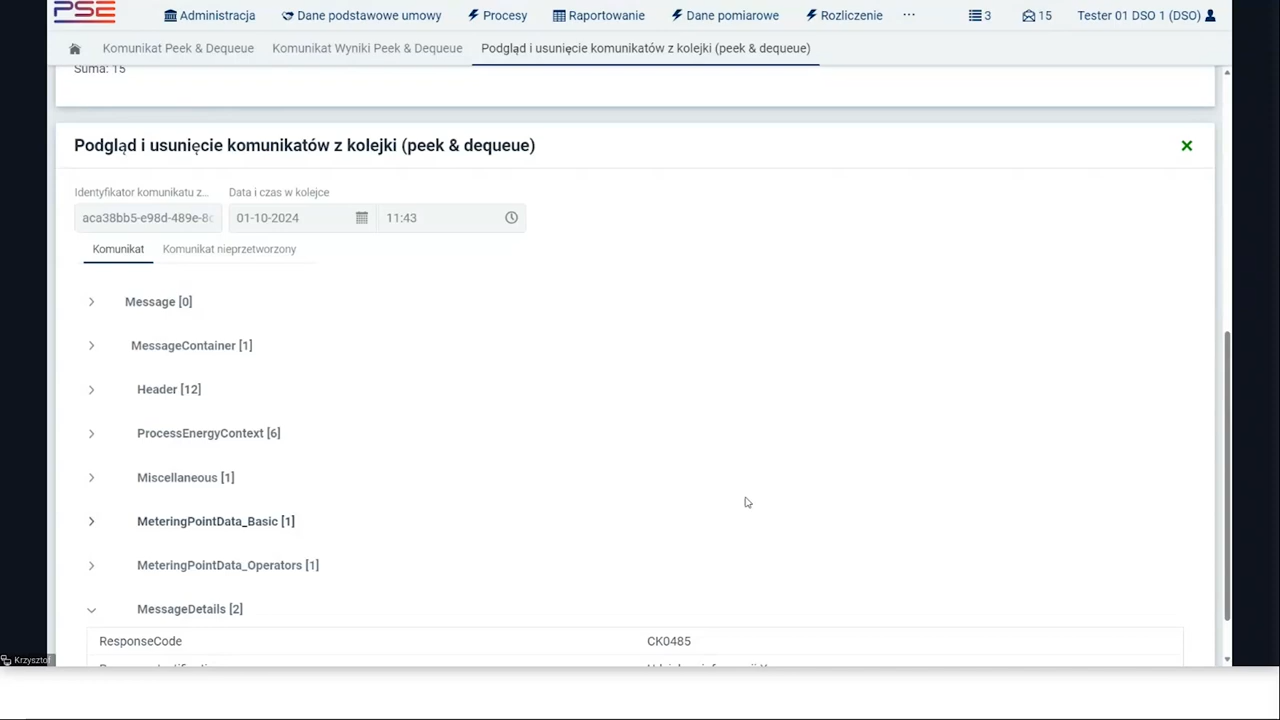 PSE
Administracja Dane podstawowe umowy Procesy Raportowanie Dane pomiarowe Rozliczenie ... 3 15 Tester 01 DSO 1 (DSO)
Komunikat Peek & Dequeue Komunikat Wyniki Peek & Dequeue Podgląd i usunięcie komunikatów z kolejki (peek & dequeue)
Suma: 15
Podgląd i usunięcie komunikatów z kolejki (peek & dequeue)
Identyfikator komunikatu z... Data i czas w kolejce
aca38bb5-e98d-489e-8c 01-10-2024 11:43
Komunikat Komunikat nieprzetworzony
Message [0]
MessageContainer [1]
Header [12]
ProcessEnergyContext [6]
Miscellaneous [1]
MeteringPointData_Basic [1]
MeteringPointData_Operators [1]
MessageDetails [2]
ResponseCode CK0485
Krzysztof